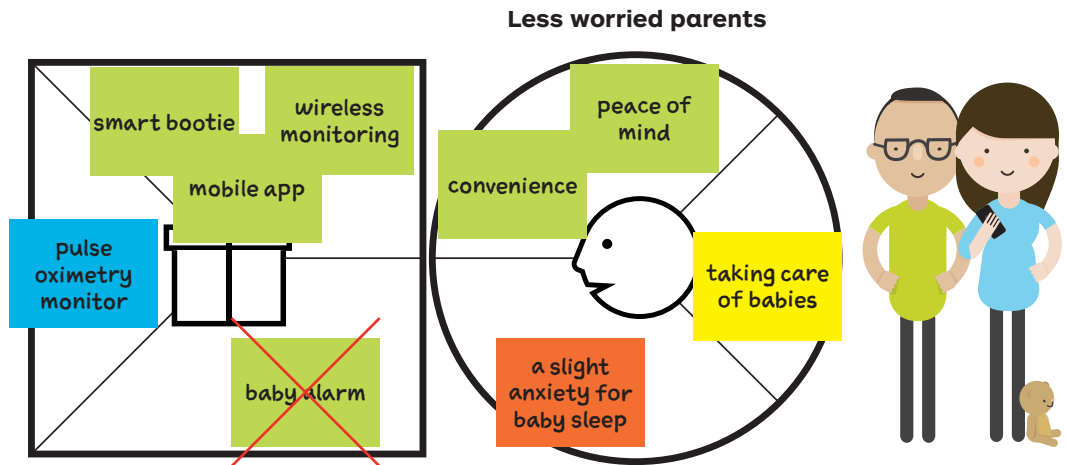 Less worried parents
smart bootie
wireless
monitoring
mobile app
peace of
mind
convenience
pulse
oximetry
monitor
taking care
of babies
baby alarm
a slight
anxiety for
baby sleep